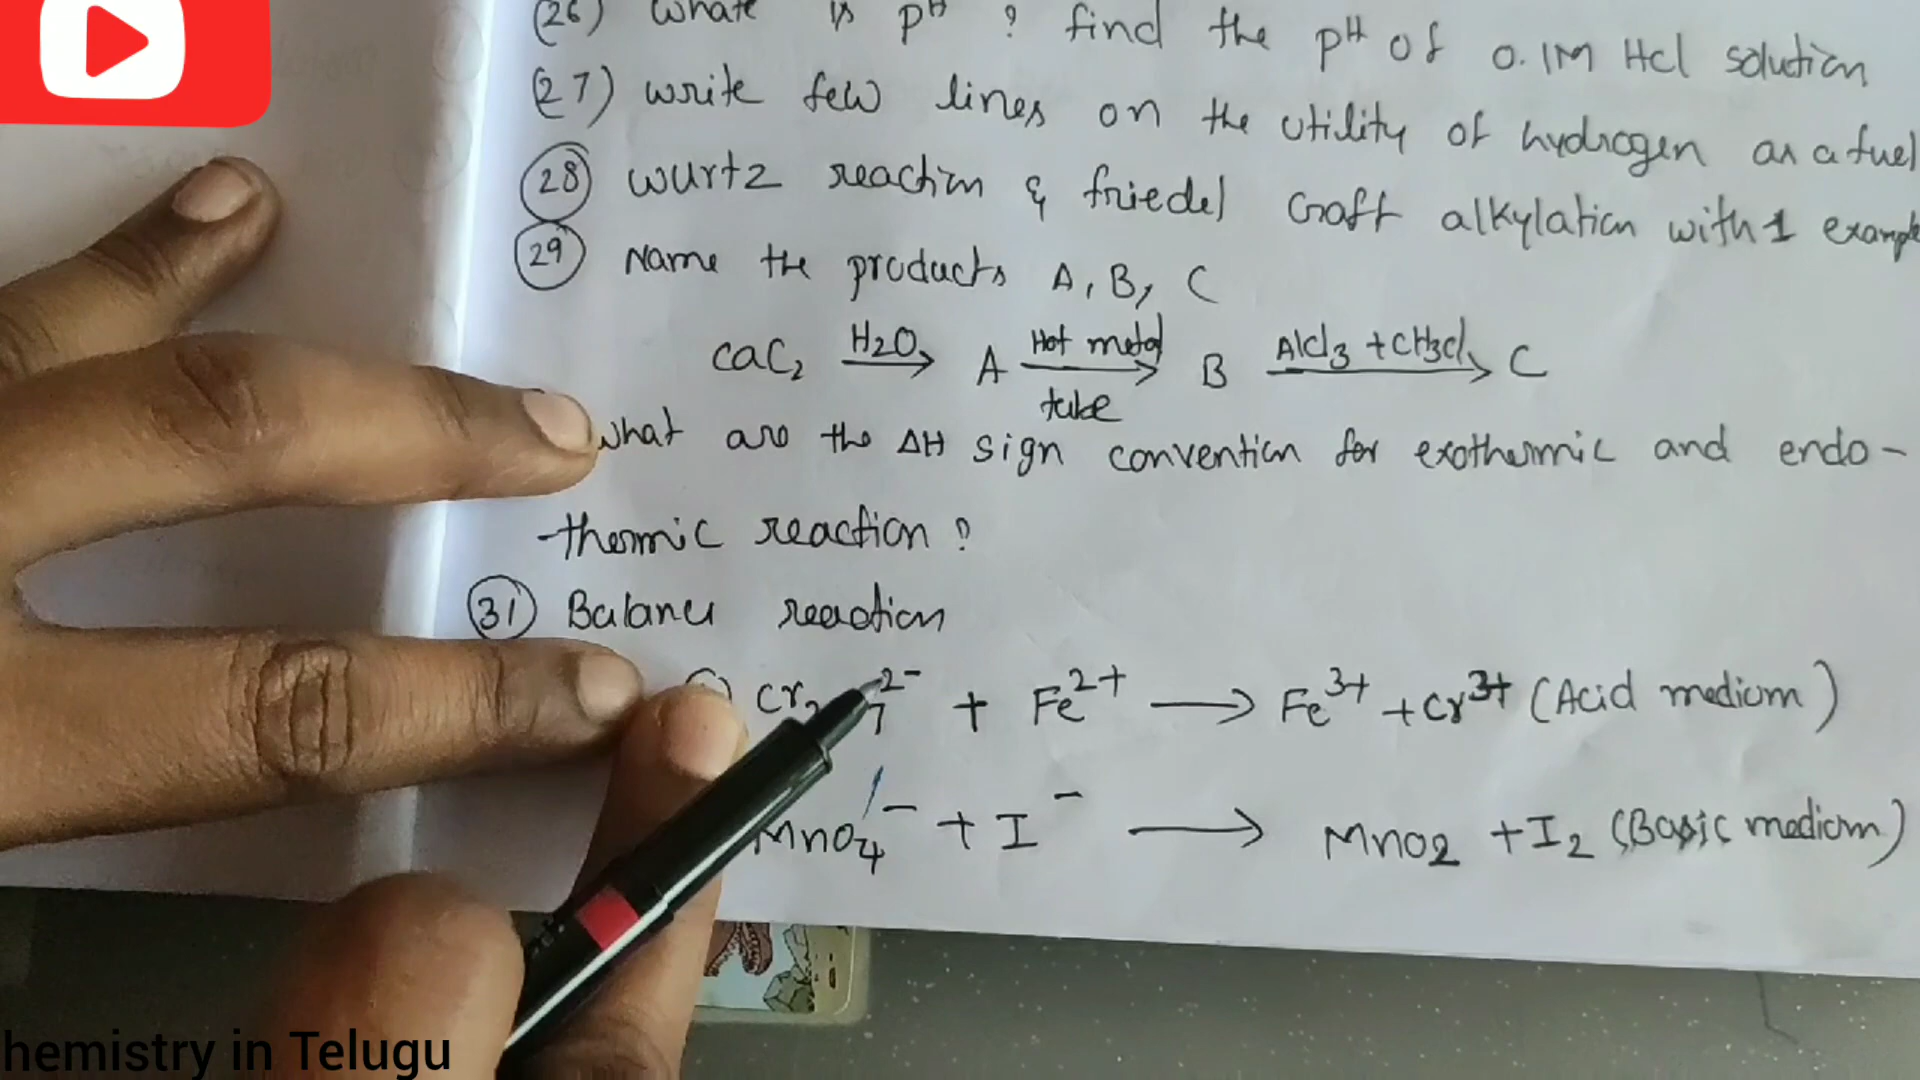 (26) what is pH ? find the pH of 0.1M Hcl solution
(27) write few lines on the utility of hydrogen as a fuel
(28) wurtz reaction & friedel Craft alkylation with 1 example
(29) Name the products A, B, C
CaC2 H2O→ A Hot metal→ tube B Alcl3 + CH3cl→ C
What are the ΔH sign convention for exothermic and endo-
-thermic reaction?
(31) Balance reaction
Cr2 7 2- + Fe2+ → Fe3+ + Cr3+ (Acid medium)
MnO4- + I- → MnO2 + I2 (Basic medium)
hemistry in Telugu